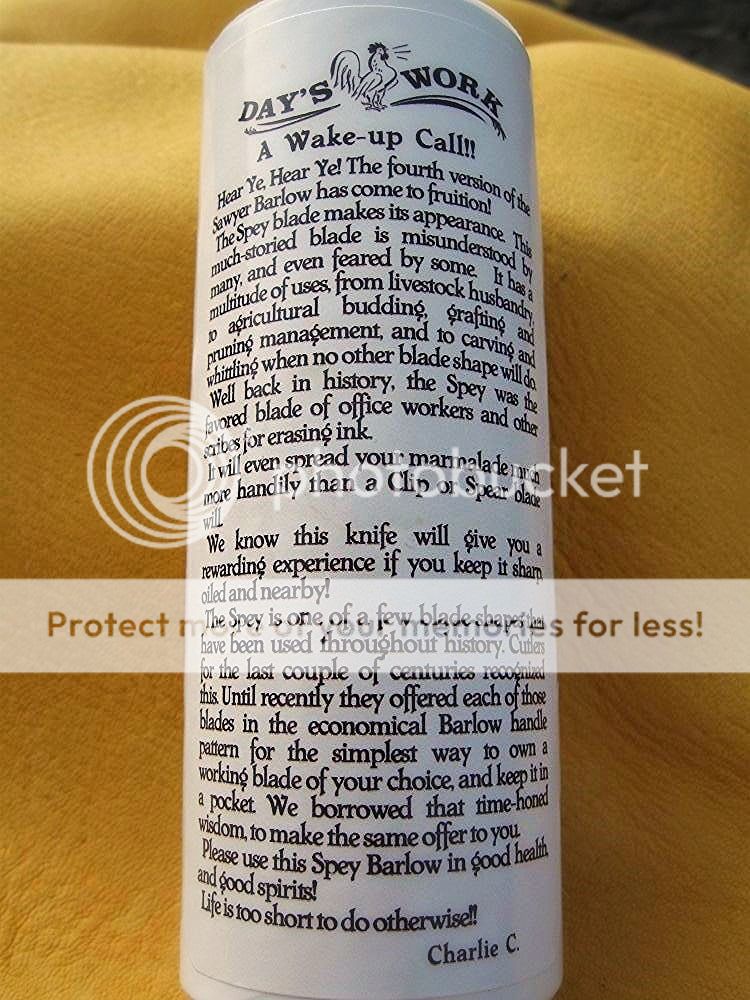 DAY'S WORK
A Wake-up Call!!
Hear Ye, Hear Ye! The fourth version of the
Sawyer Barlow has come to fruition!
The Spey blade makes its appearance. This
much-storied blade is misunderstood by
many, and even feared by some. It has a
multitude of uses, from livestock husbandry,
to agricultural budding, grafting and
pruning management, and to carving and
whittling when no other blade shape will do.
Well back in history, the Spey was the
favored blade of office workers and other
scribes for erasing ink.
It will even spread your marmalade much
more handily than a Clip or Spear blade
will.
photobucket
We know this knife will give you a
rewarding experience if you keep it sharp,
oiled and nearby!
The Spey is one of a few blade shapes that
Protect more of your memories for less!
have been used throughout history. Cutlers
for the last couple of centuries recognized
this. Until recently they offered each of those
blades in the economical Barlow handle
pattern for the simplest way to own a
working blade of your choice, and keep it in
a pocket. We borrowed that time-honed
wisdom, to make the same offer to you.
Please use this Spey Barlow in good health,
and good spirits!
Life is too short to do otherwise!!
Charlie C.